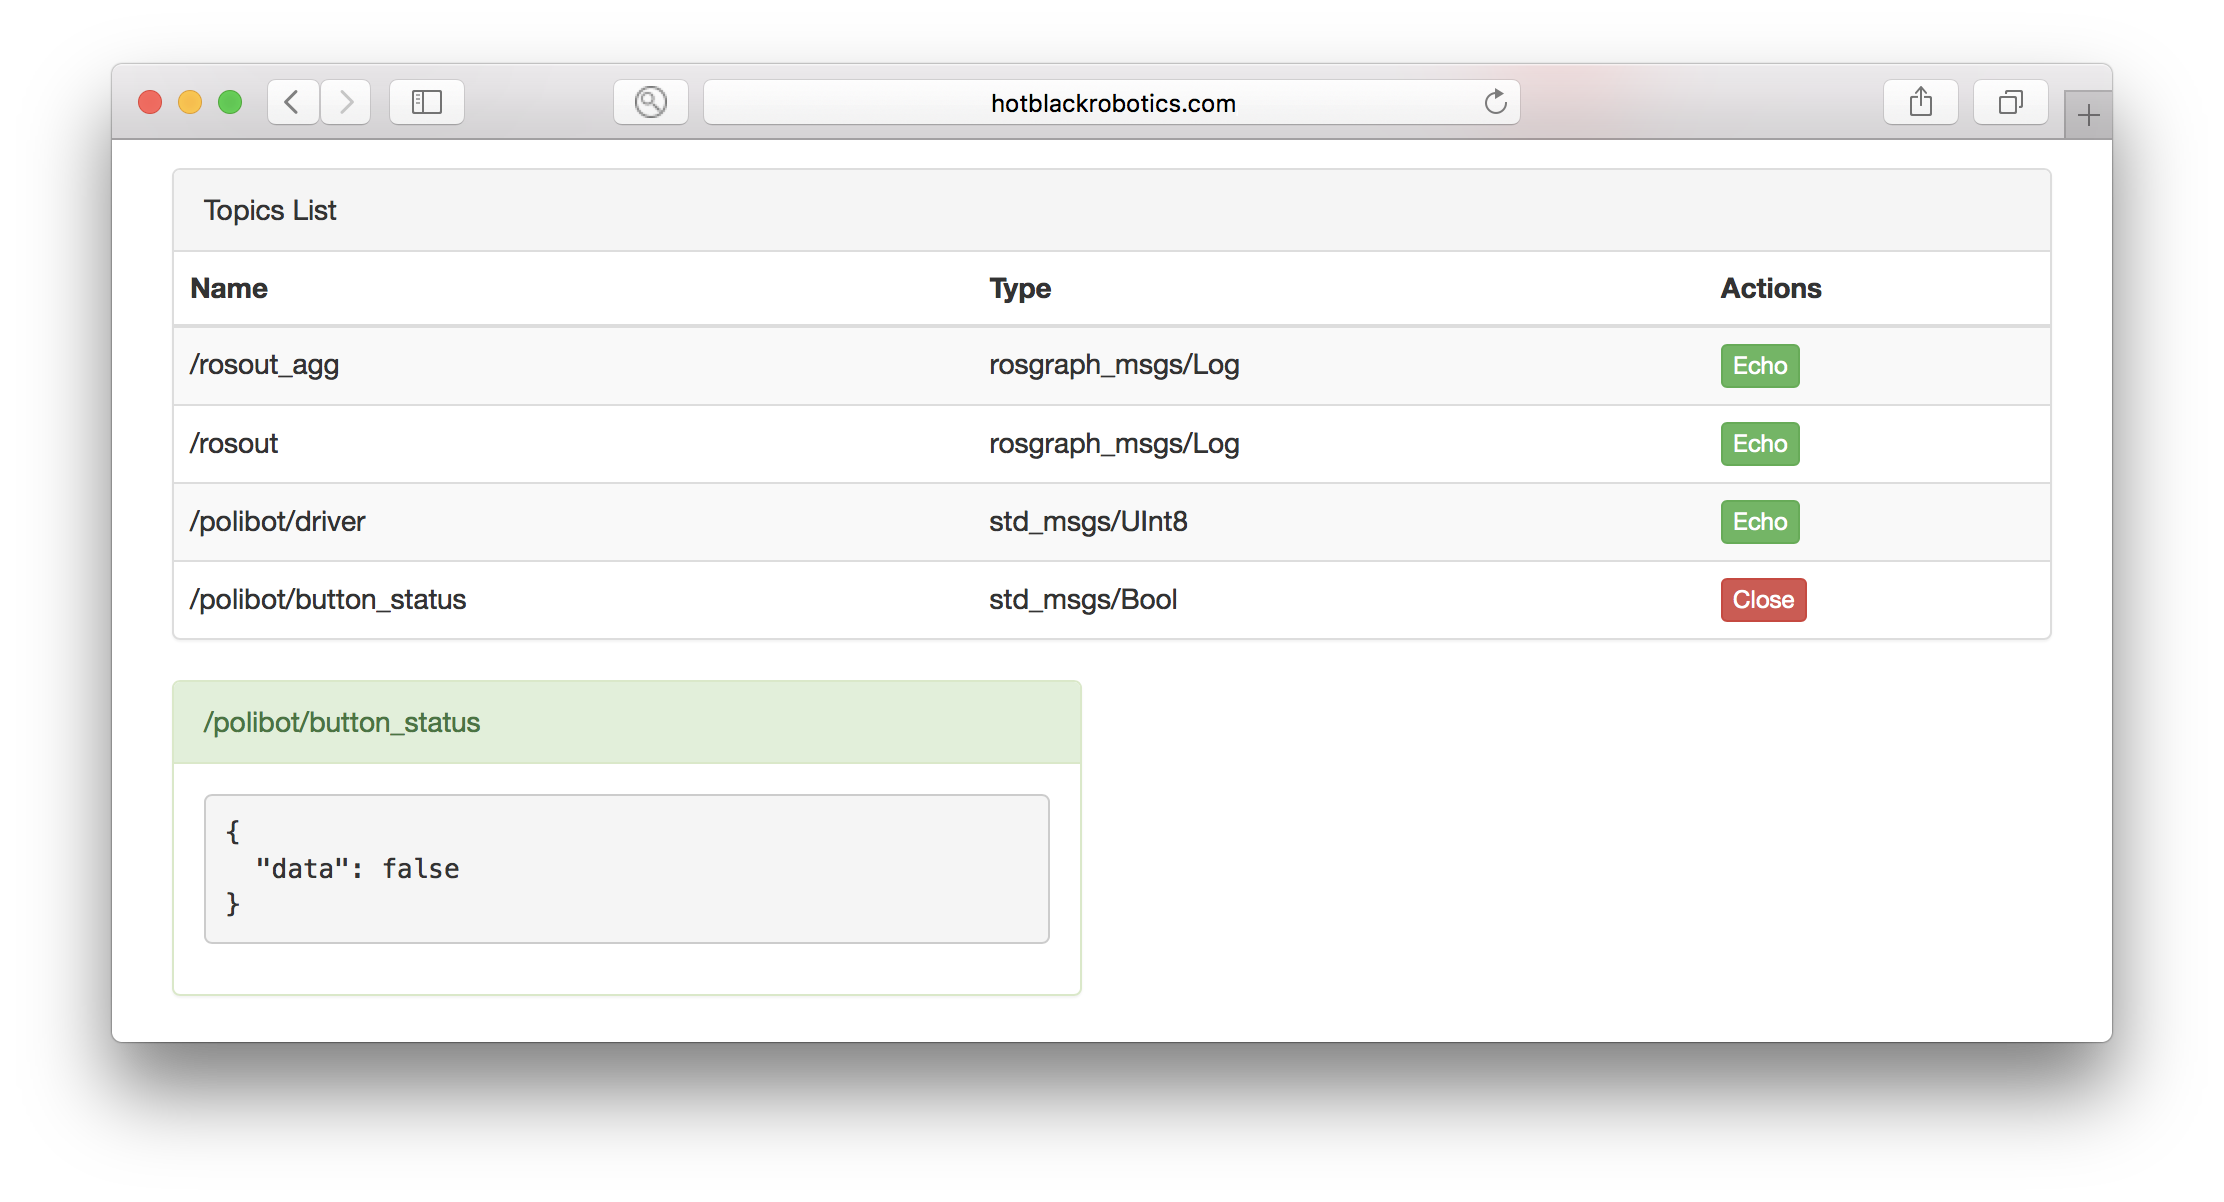 hotblackrobotics.com
Topics List
Name Type Actions
/rosout_agg rosgraph_msgs/Log Echo
/rosout rosgraph_msgs/Log Echo
/polibot/driver std_msgs/UInt8 Echo
/polibot/button_status std_msgs/Bool Close
/polibot/button_status
{
"data": false
}